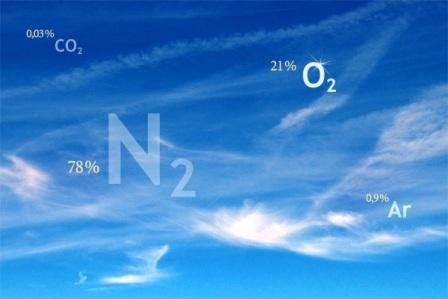 0,03%
CO₂
21% O₂
78% N₂
0,9%
Ar